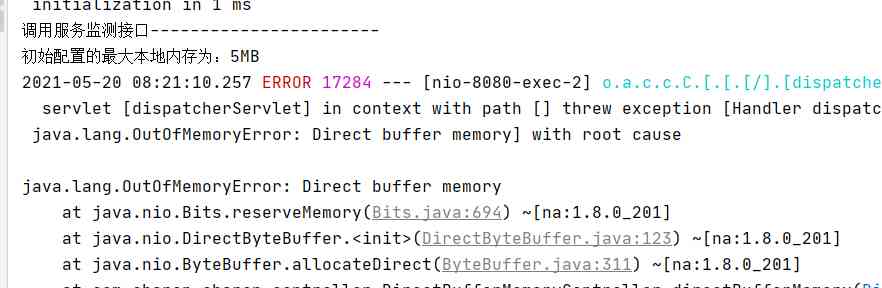 initialization in 1 ms
调用服务监测接口-----------------------
初始配置的最大本地内存为：5MB
2021-05-20 08:21:10.257 ERROR 17284 --- [nio-8080-exec-2] o.a.c.c.C.[.[.[/].[dispatche
servlet [dispatcherServlet] in context with path [] threw exception [Handler dispatc
java.lang.OutOfMemoryError: Direct buffer memory] with root cause
java.lang.OutOfMemoryError: Direct buffer memory
at java.nio.Bits.reserveMemory(Bits.java:694) ~[na:1.8.0_201]
at java.nio.DirectByteBuffer.<init>(DirectByteBuffer.java:123) ~[na:1.8.0_201]
at java.nio.ByteBuffer.allocateDirect(ByteBuffer.java:311) ~[na:1.8.0_201]